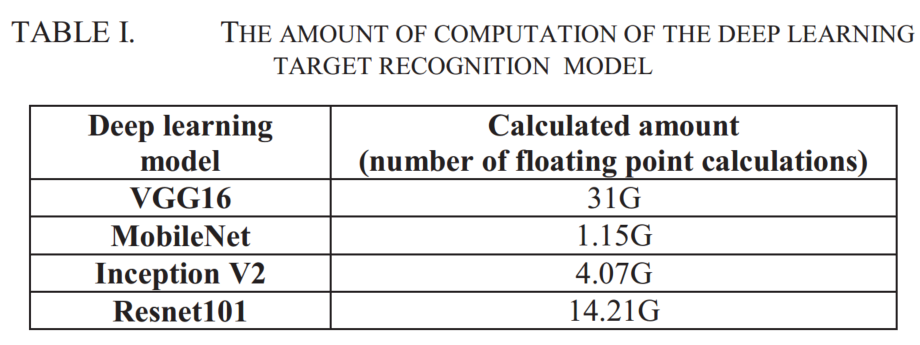 TABLE I. THE AMOUNT OF COMPUTATION OF THE DEEP LEARNING
TARGET RECOGNITION MODEL
Deep learning model Calculated amount (number of floating point calculations)
VGG16 31G
MobileNet 1.15G
Inception V2 4.07G
Resnet101 14.21G